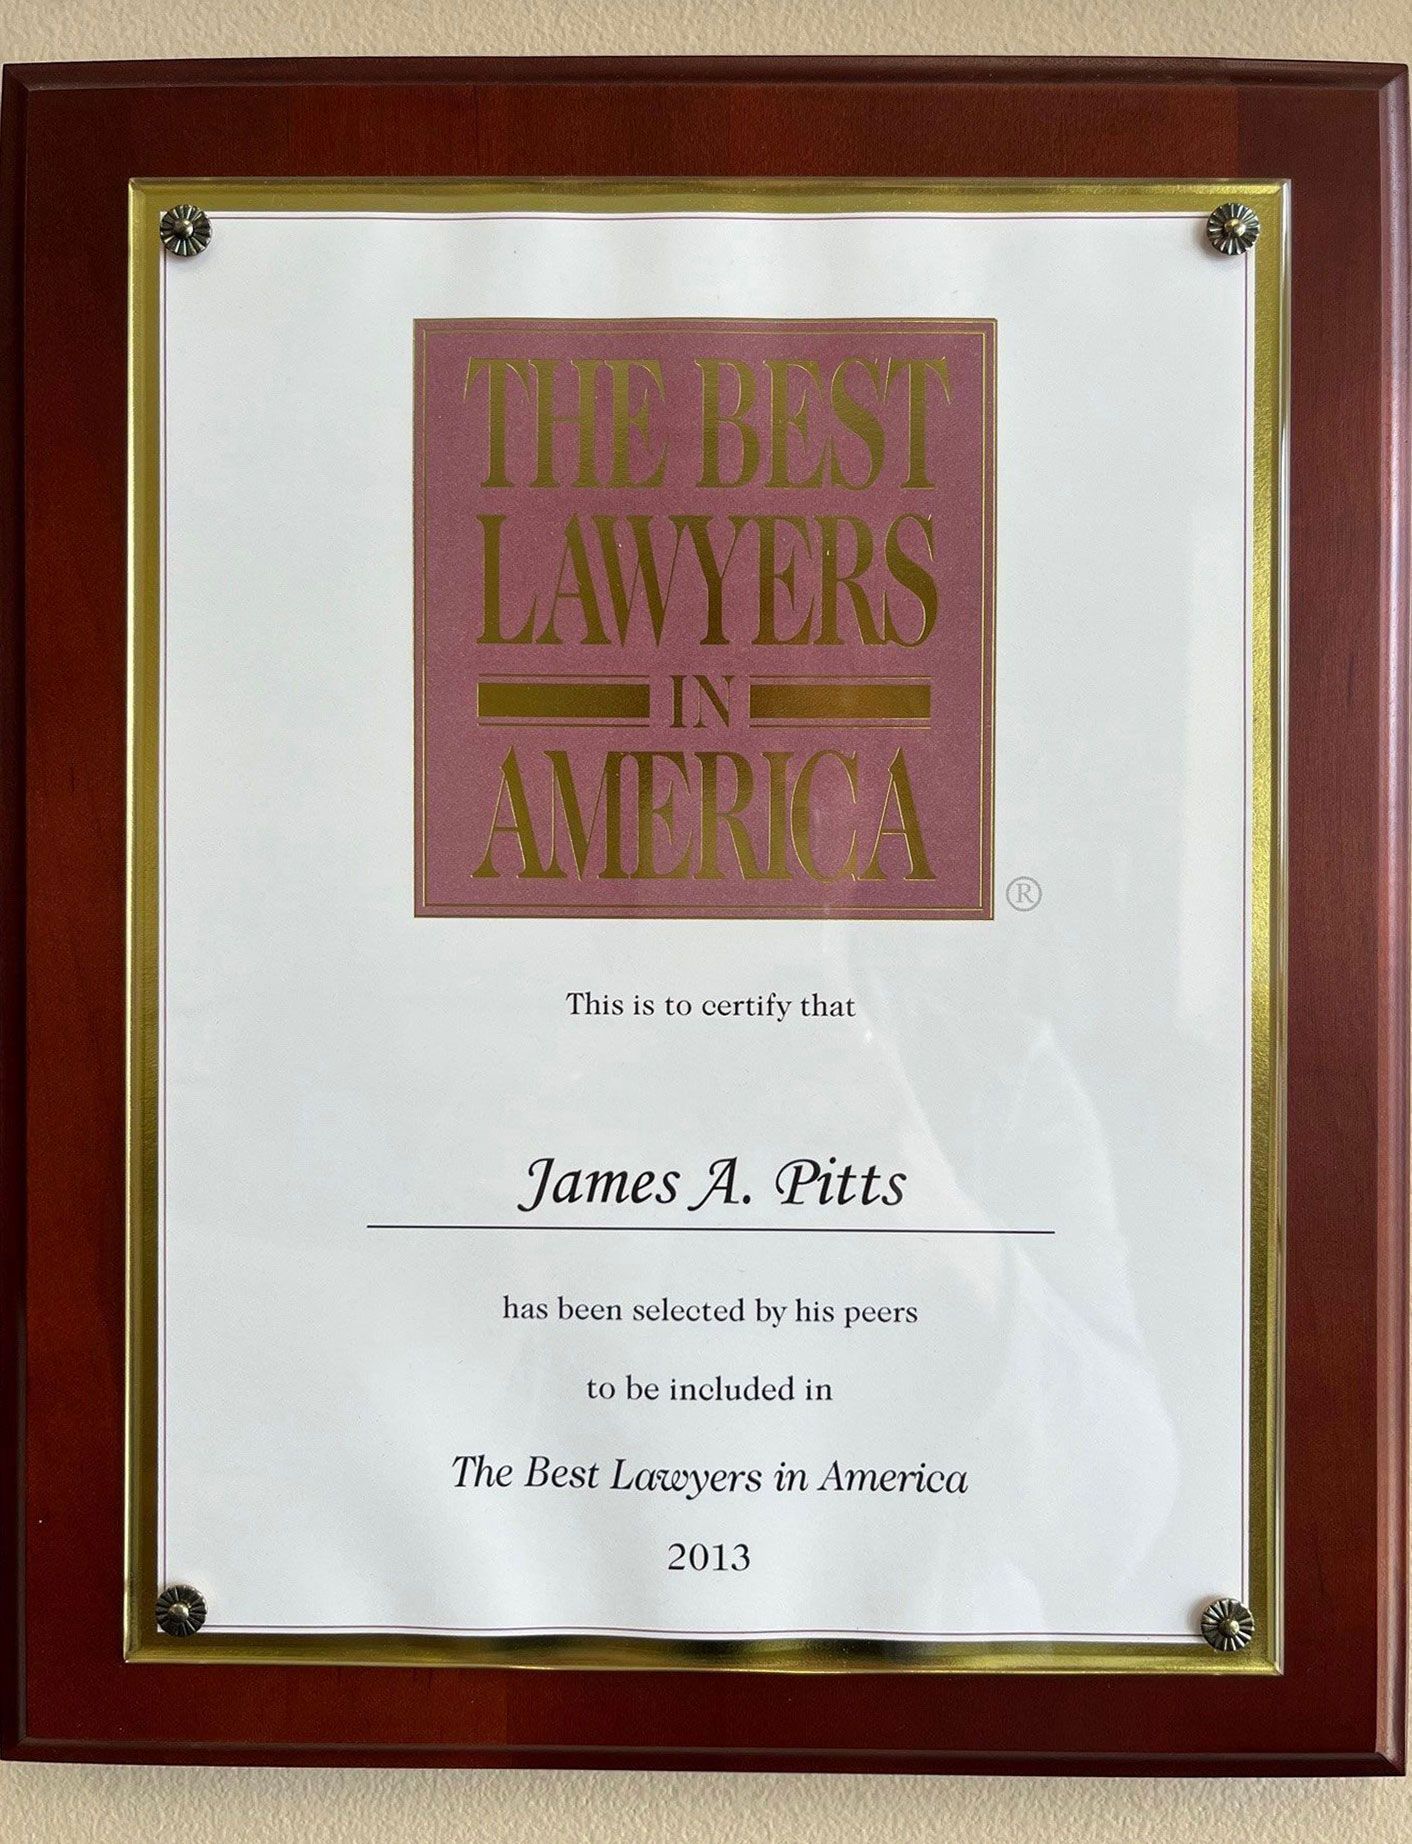 THE BEST
LAWYERS
IN
AMERICA
®
This is to certify that
James A. Pitts
has been selected by his peers
to be included in
The Best Lawyers in America
2013